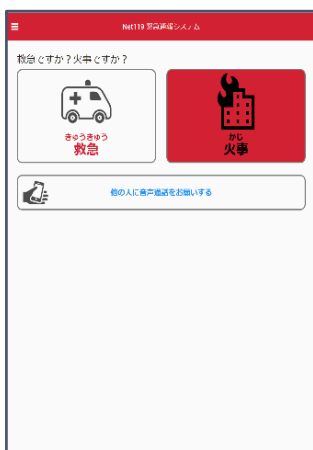 Net119 緊急通報システム
救急ですか？火事ですか？
きゅうきゅう
救急
かじ
火事
他の人に音声通話をお願いする